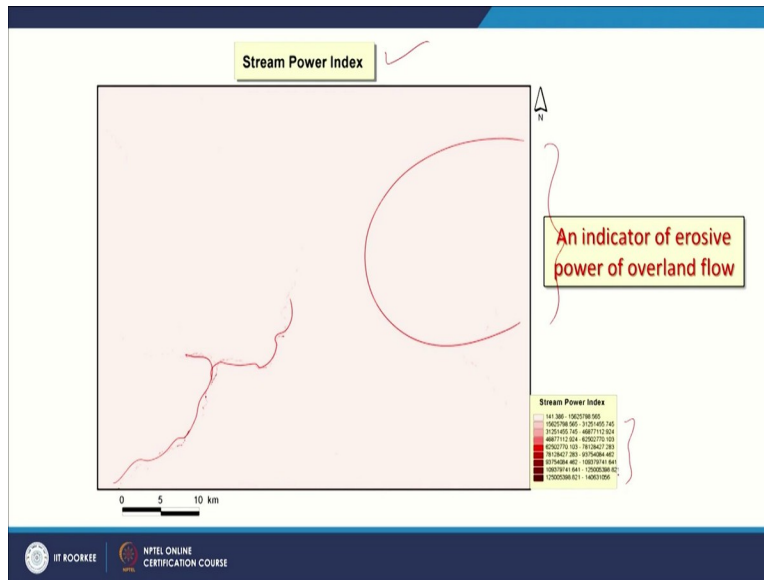 Stream Power Index
N
An indicator of erosive
power of overland flow
Stream Power Index
141.386 - 15625798.565
15625798.565 - 31251455.745
31251455.745 - 46877112.924
46877112.924 - 62502770.103
62502770.103 - 78128427.283
78128427.283 - 93754084.462
93754084.462 - 109379741.641
109379741.641 - 125005398.82
125005398.821 - 140631056
0 5 10 km
IIT ROORKEE
NPTEL ONLINE
CERTIFICATION COURSE
NPTEL